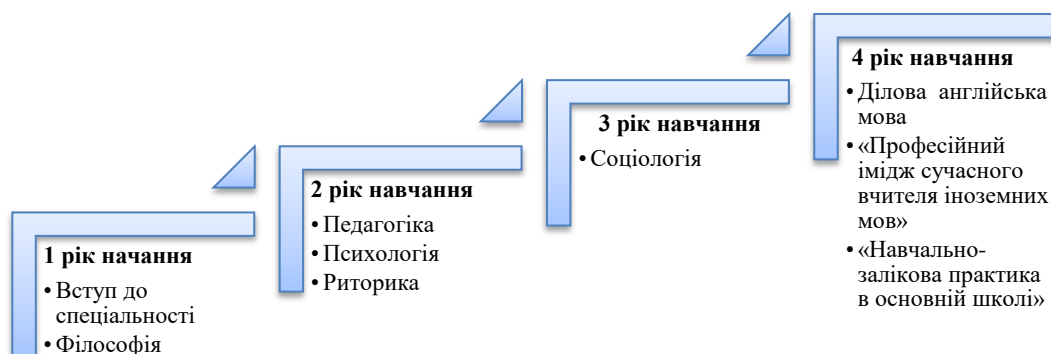 1 рік начання
• Вступ до
спеціальності
• Філософія
2 рік навчання
• Педагогіка
• Психологія
• Риторика
3 рік навчання
• Соціологія
4 рік навчання
• Ділова англійська
мова
• «Професійний
імідж сучасного
вчителя іноземних
мов»
• «Навчально-
залікова практика
в основній школі»